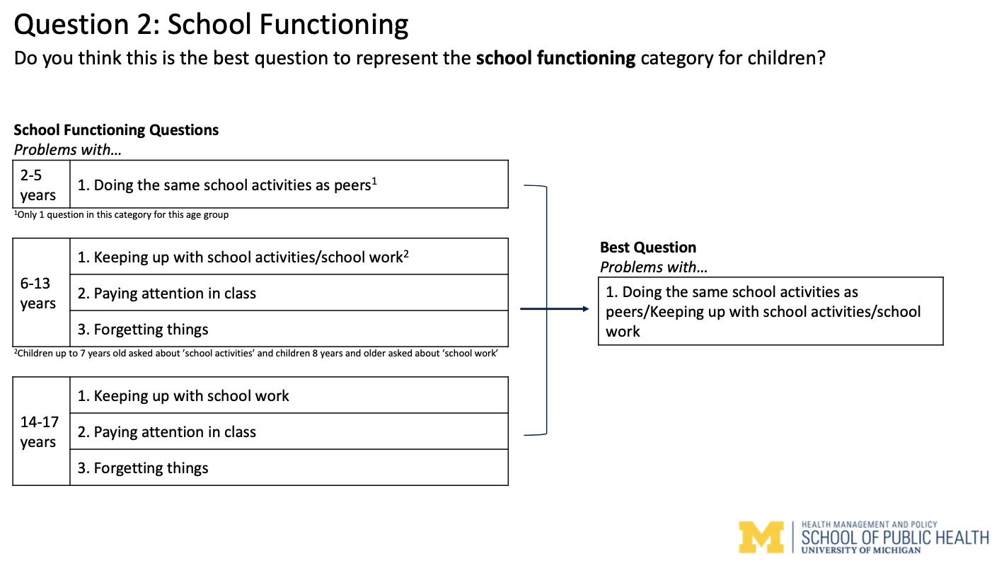 Question 2: School Functioning
Do you think this is the best question to represent the school functioning category for children?
School Functioning Questions
Problems with…
2-5
years
1. Doing the same school activities as peers¹
¹Only 1 question in this category for this age group
6-13
years
1. Keeping up with school activities/school work²
2. Paying attention in class
3. Forgetting things
²Children up to 7 years old asked about ’school activities’ and children 8 years and older asked about ‘school work’
14-17
years
1. Keeping up with school work
2. Paying attention in class
3. Forgetting things
Best Question
Problems with…
1. Doing the same school activities as
peers/Keeping up with school activities/school
work
M
HEALTH MANAGEMENT AND POLICY
SCHOOL OF PUBLIC HEALTH
UNIVERSITY OF MICHIGAN